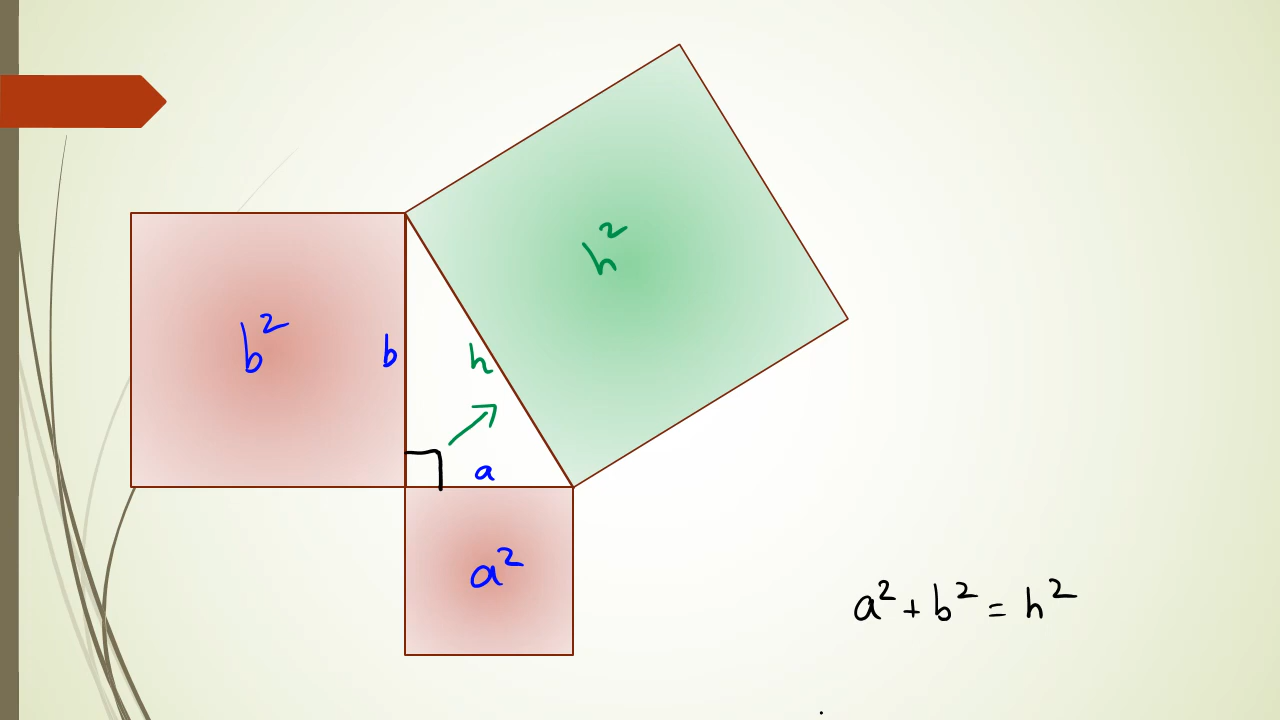 h²
b²
b
h
a
a²
a² + b² = h²